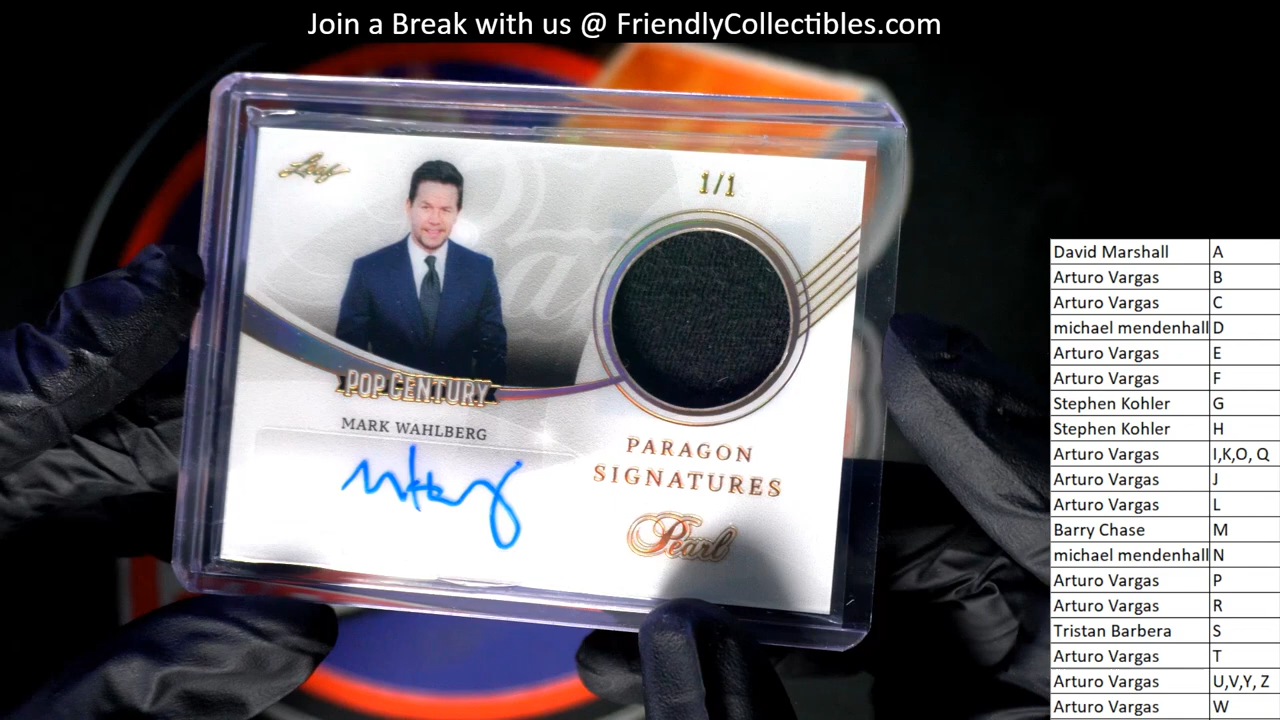 Join a Break with us @ FriendlyCollectibles.com
Leaf
1/1
POP CENTURY
MARK WAHLBERG
PARAGON
SIGNATURES
Pearl
David Marshall A
Arturo Vargas B
Arturo Vargas C
michael mendenhall D
Arturo Vargas E
Arturo Vargas F
Stephen Kohler G
Stephen Kohler H
Arturo Vargas I,K,O, Q
Arturo Vargas J
Arturo Vargas L
Barry Chase M
michael mendenhall N
Arturo Vargas P
Arturo Vargas R
Tristan Barbera S
Arturo Vargas T
Arturo Vargas U,V,Y, Z
Arturo Vargas W